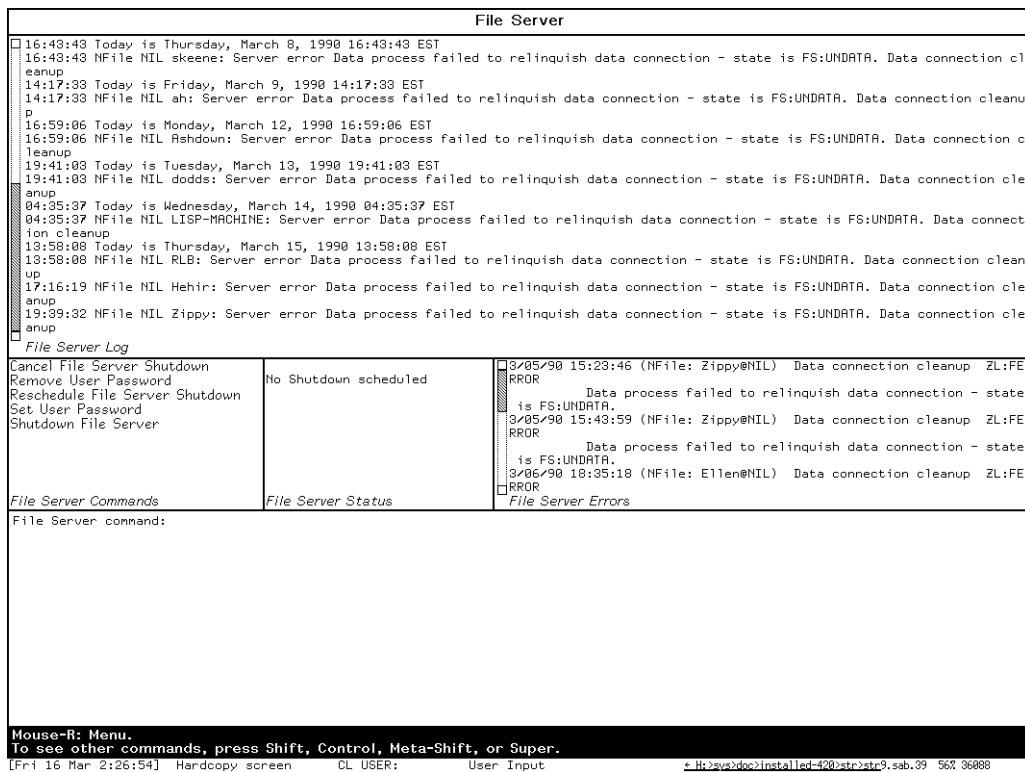 File Server
16:43:43 Today is Thursday, March 8, 1990 16:43:43 EST
16:43:43 NFile NIL skeene: Server error Data process failed to relinquish data connection - state is FS:UNDATA. Data connection cl
eanup
14:17:33 Today is Friday, March 9, 1990 14:17:33 EST
14:17:33 NFile NIL ah: Server error Data process failed to relinquish data connection - state is FS:UNDATA. Data connection cleanu
p
16:59:06 Today is Monday, March 12, 1990 16:59:06 EST
16:59:06 NFile NIL Ashdown: Server error Data process failed to relinquish data connection - state is FS:UNDATA. Data connection c
leanup
19:41:03 Today is Tuesday, March 13, 1990 19:41:03 EST
19:41:03 NFile NIL dodds: Server error Data process failed to relinquish data connection - state is FS:UNDATA. Data connection cle
anup
04:35:37 Today is Wednesday, March 14, 1990 04:35:37 EST
04:35:37 NFile NIL LISP-MACHINE: Server error Data process failed to relinquish data connection - state is FS:UNDATA. Data connect
ion cleanup
13:58:08 Today is Thursday, March 15, 1990 13:58:08 EST
13:58:08 NFile NIL RLB: Server error Data process failed to relinquish data connection - state is FS:UNDATA. Data connection clean
up
17:16:19 NFile NIL Hehir: Server error Data process failed to relinquish data connection - state is FS:UNDATA. Data connection cle
anup
19:39:32 NFile NIL Zippy: Server error Data process failed to relinquish data connection - state is FS:UNDATA. Data connection cle
anup
File Server Log
Cancel File Server Shutdown
Remove User Password
Reschedule File Server Shutdown
Set User Password
Shutdown File Server
File Server Commands
No Shutdown scheduled
File Server Status
3/05/90 15:23:46 (NFile: Zippy@NIL) Data connection cleanup ZL:FE
RROR
Data process failed to relinquish data connection - state
is FS:UNDATA.
3/05/90 15:43:59 (NFile: Zippy@NIL) Data connection cleanup ZL:FE
RROR
Data process failed to relinquish data connection - state
is FS:UNDATA.
3/06/90 18:35:18 (NFile: Ellen@NIL) Data connection cleanup ZL:FE
RROR
File Server Errors
File Server command:
Mouse-R: Menu.
To see other commands, press Shift, Control, Meta-Shift, or Super.
[Fri 16 Mar 2:26:54] Hardcopy screen CL USER: User Input ← H:>sys>doc>installed-420>str>str9.sab.39 56% 36088